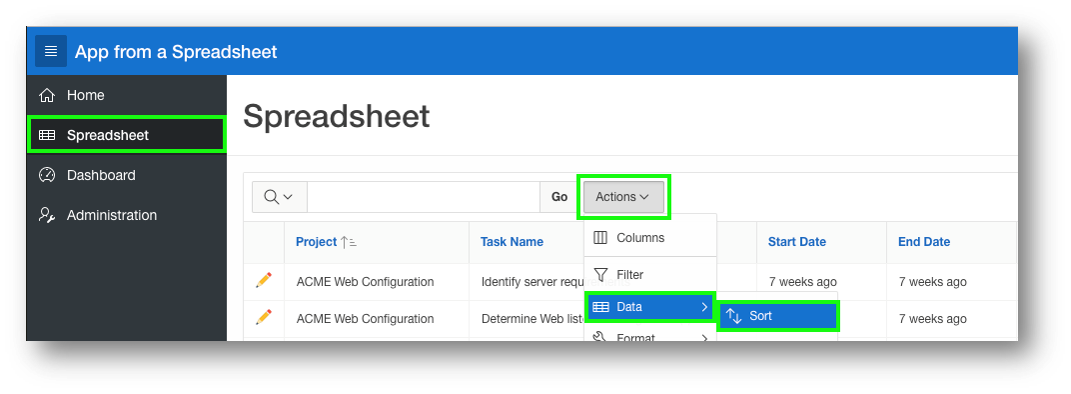 App from a Spreadsheet
Home
Spreadsheet
Dashboard
Administration
Spreadsheet
Go
Actions
Columns
Filter
Data
Sort
Format
Project
Task Name
Start Date
End Date
ACME Web Configuration
Identify server requ
7 weeks ago
7 weeks ago
ACME Web Configuration
Determine Web list
7 weeks ago